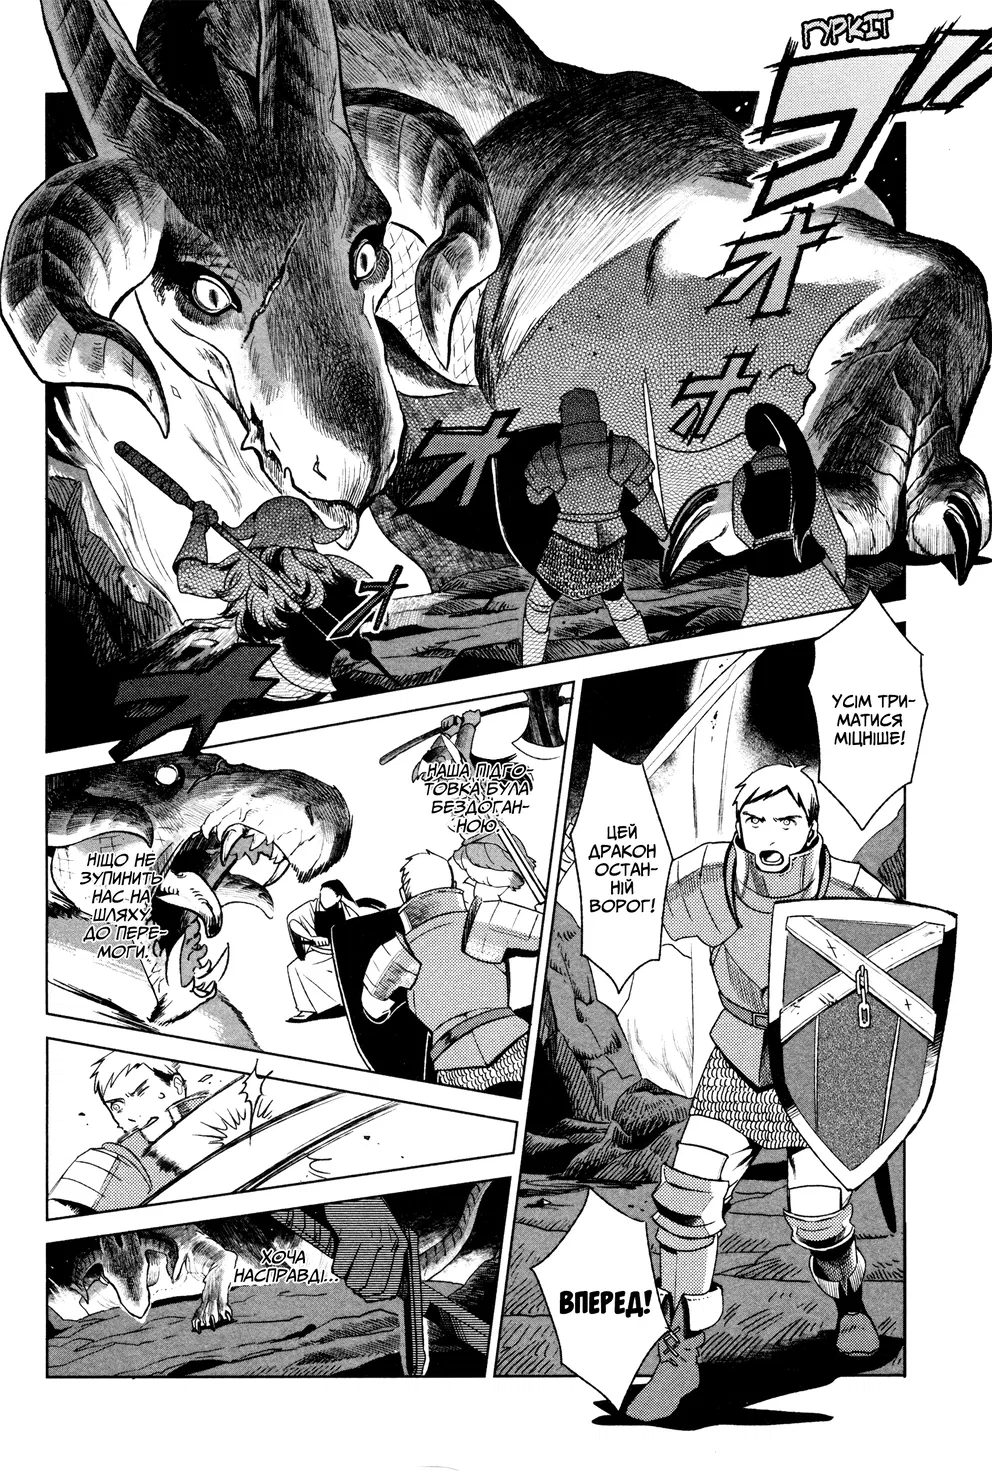 ГУРКІТ
ゴ
オ
オ
オ
オ
УСІМ ТРИ-
МАТИСЯ
МІЦНІШЕ!
ЦЕЙ
ДРАКОН
ОСТАН-
НІЙ
ВОРОГ!
ВПЕРЕД!
НАША ПІДГО-
ТОВКА БУЛА
БЕЗДОГАН-
НОЮ.
НІЩО НЕ
ЗУПИНИТЬ
НАС НА
ШЛЯХУ
ДО ПЕРЕ-
МОГИ.
ХОЧА
НАСПРАВДІ...